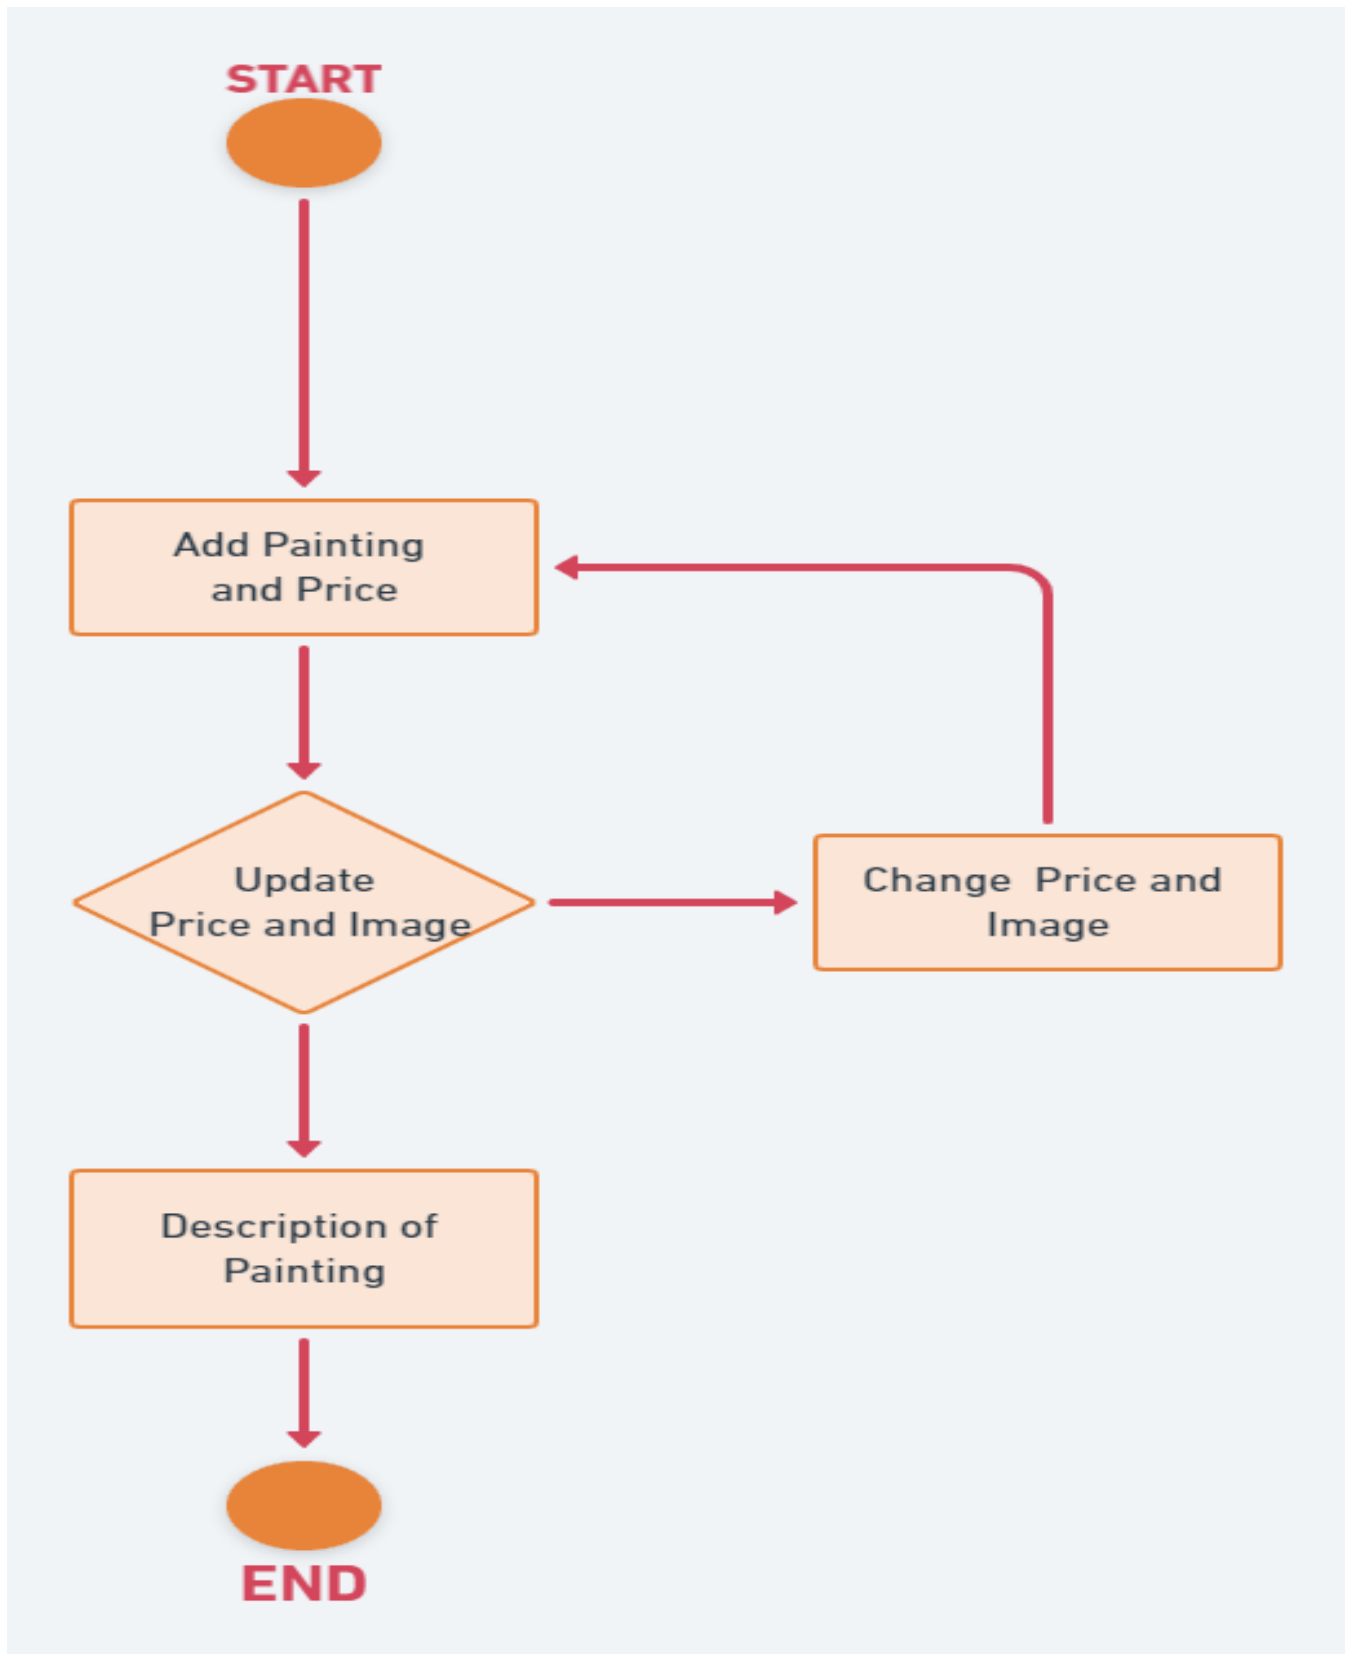 START
Add Painting
and Price
Update
Price and Image
Change  Price and
Image
Description of
Painting
END